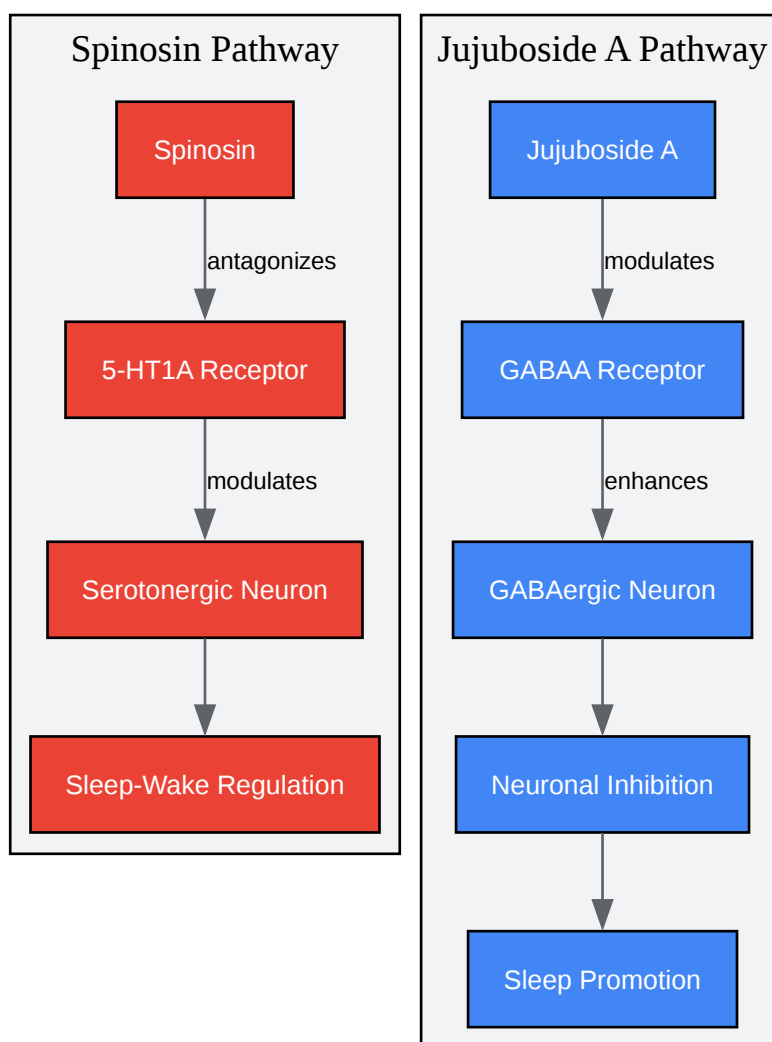 Spinosin Pathway
Spinosin
antagonizes
5-HT1A Receptor
modulates
Serotonergic Neuron
Sleep-Wake Regulation
Jujuboside A Pathway
Jujuboside A
modulates
GABAA Receptor
enhances
GABAergic Neuron
Neuronal Inhibition
Sleep Promotion